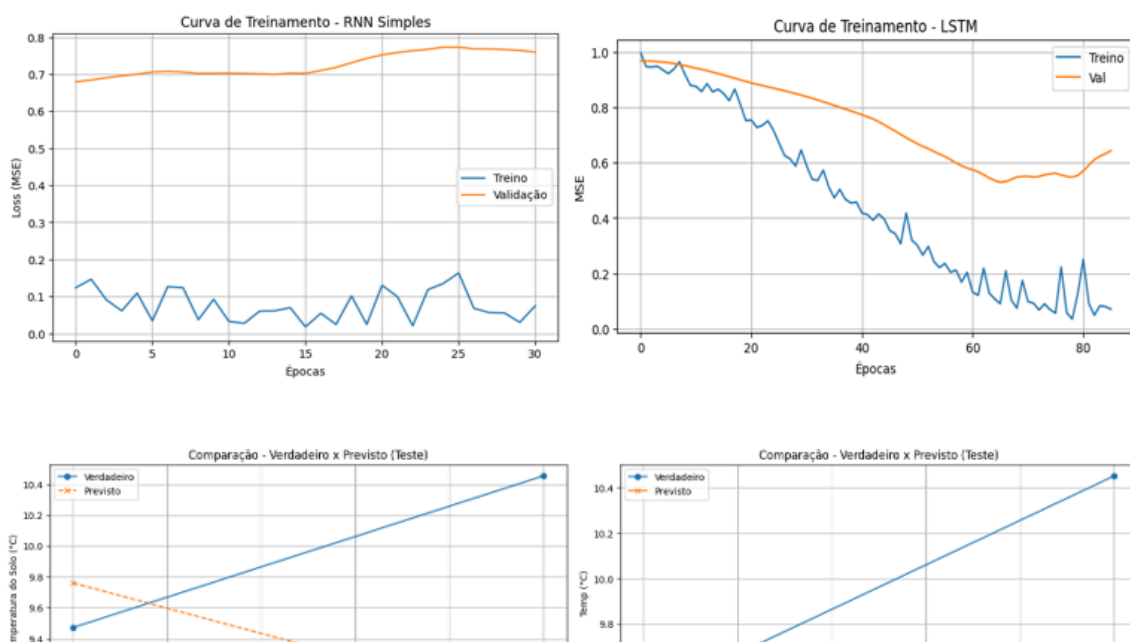 Curva de Treinamento - RNN Simples
0.8
0.7
0.6
0.5
0.4
0.3
0.2
0.1
0.0
Loss (MSE)
Treino
Validação
0 5 10 15 20 25 30
Épocas
Curva de Treinamento - LSTM
1.0
0.8
0.6
0.4
0.2
0.0
MSE
Treino
Val
0 20 40 60 80
Épocas
Comparação - Verdadeiro x Previsto (Teste)
Verdadeiro
Previsto
10.4
10.2
10.0
9.8
9.6
9.4
mperatura do Solo (°C)
Comparação - Verdadeiro x Previsto (Teste)
Verdadeiro
Previsto
10.4
10.2
10.0
9.8
Temp (°C)